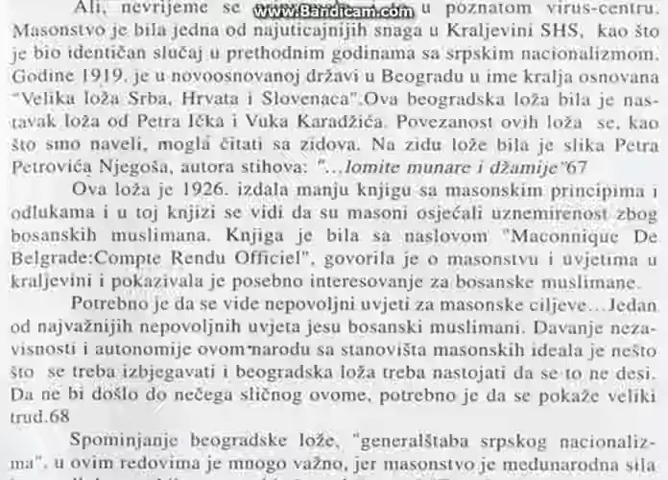 Ali, nevrijeme se u poznatom virus-centru.
www.Bandicam.com
Masonstvo je bila jedna od najuticajnijih snaga u Kraljevini SHS, kao što
je bio identičan slučaj u prethodnim godinama sa srpskim nacionalizmom.
Godine 1919. je u novoosnovanoj državi u Beogradu u ime kralja osnovana
"Velika loža Srba, Hrvata i Slovenaca".Ova beogradska loža bila je nas-
tavak loža od Petra Ička i Vuka Karadžića. Povezanost ovih loža se, kao
što smo naveli, mogla čitati sa zidova. Na zidu lože bila je slika Petra
Petrovića Njegoša, autora stihova: "...lomite munare i džamije"67
Ova loža je 1926. izdala manju knjigu sa masonskim principima i
odlukama i u toj knjizi se vidi da su masoni osjećali uznemirenost zbog
bosanskih muslimana. Knjiga je bila sa naslovom "Maconnique De
Belgrade:Compte Rendu Officiel", govorila je o masonstvu i uvjetima u
kraljevini i pokazivala je posebno interesovanje za bosanske muslimane.
Potrebno je da se vide nepovoljni uvjeti za masonske ciljeve...Jedan
od najvažnijih nepovoljnih uvjeta jesu bosanski muslimani. Davanje neza-
visnosti i autonomije ovom narodu sa stanovišta masonskih ideala je nešto
što se treba izbjegavati i beogradska loža treba nastojati da se to ne desi.
Da ne bi došlo do nečega sličnog ovome, potrebno je da se pokaže veliki
trud.68
Spominjanje beogradske lože, "generalštaba srpskog nacionaliz-
ma", u ovim redovima je mnogo važno, jer masonstvo je međunarodna sila